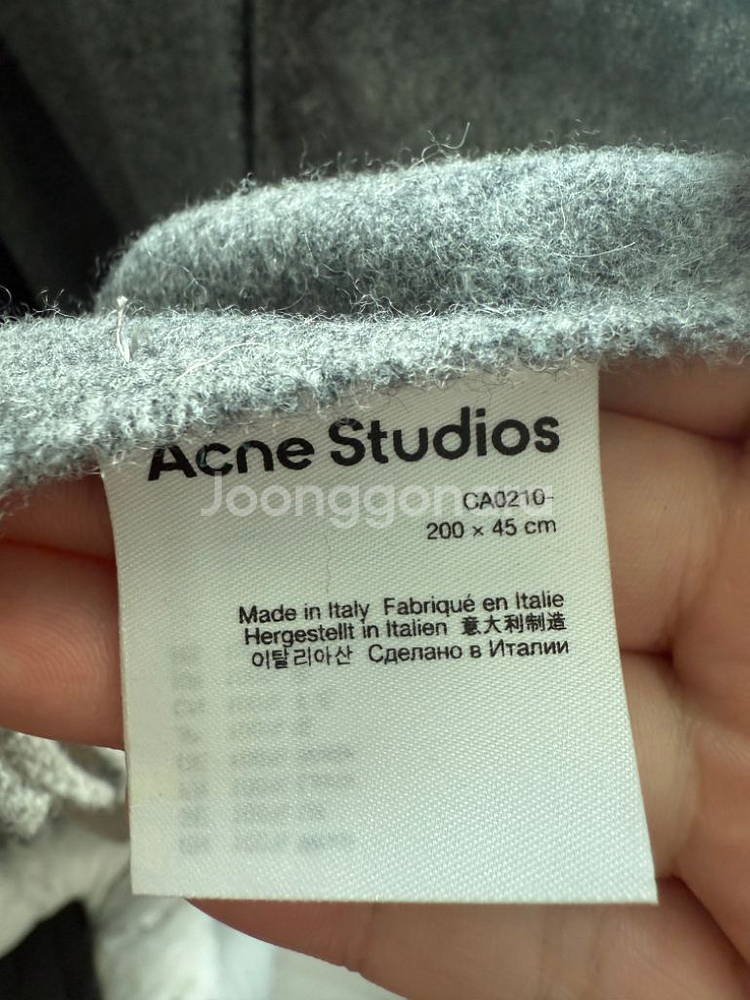 Acne Studios
Joonggonara
CA0210-
200 × 45 cm
Made in Italy Fabriqué en Italie
Hergestellt in Italien 意大利制造
이탈리아산 Сделано в Италии